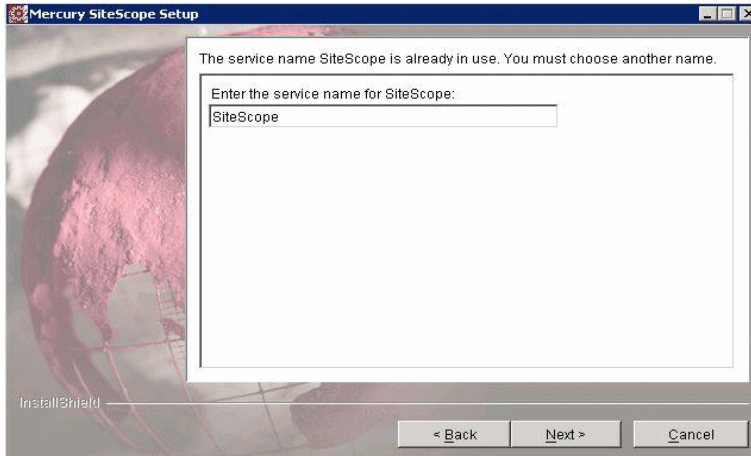 Mercury SiteScope Setup
The service name SiteScope is already in use. You must choose another name.
Enter the service name for SiteScope:
SiteScope
InstallShield
< Back
Next >
Cancel